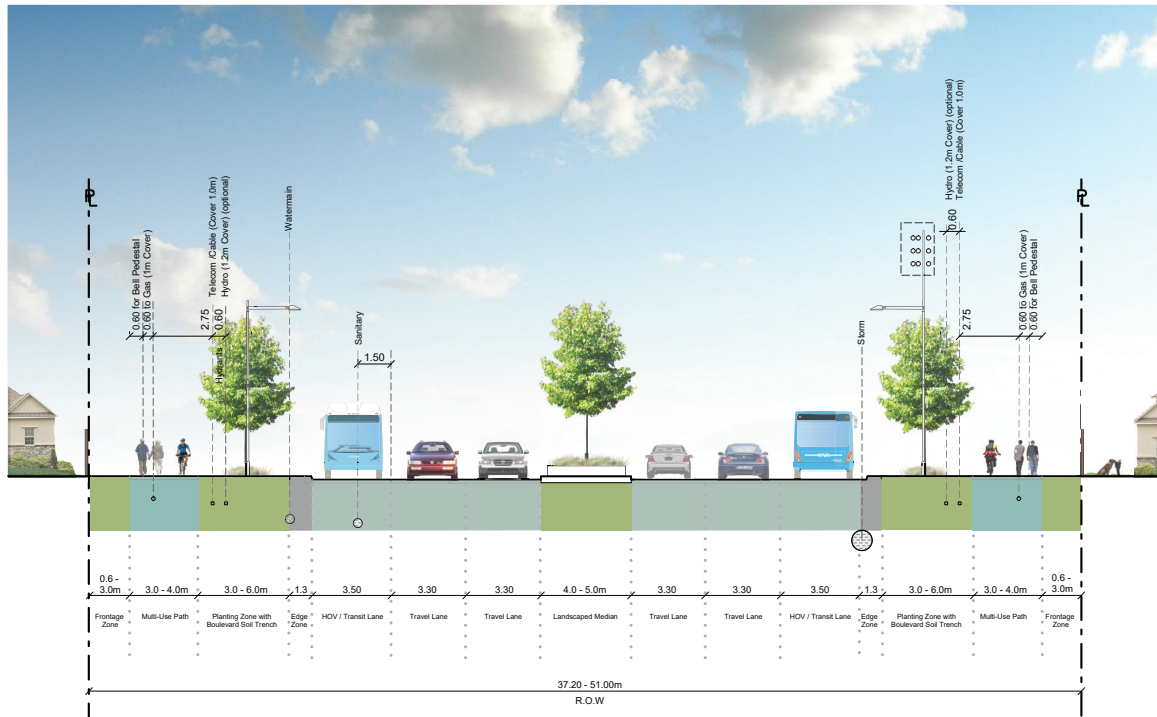 PL
0.60 for Bell Pedestal
0.60 to Gas (1m Cover)
2.75
Telecom /Cable (Cover 1.0m)
0.60
Hydro (1.2m Cover) (optional)
Hydrants
Watermain
Sanitary
1.50
Storm
0.60
Hydro (1.2m Cover) (optional)
Telecom /Cable (Cover 1.0m)
2.75
0.60 to Gas (1m Cover)
0.60 for Bell Pedestal
PL
0.6 -
3.0m
3.0 - 4.0m
3.0 - 6.0m
1.3
3.50
3.30
3.30
4.0 - 5.0m
3.30
3.30
3.50
1.3
3.0 - 6.0m
3.0 - 4.0m
0.6 -
3.0m
Frontage
Zone
Multi-Use Path
Planting Zone with
Boulevard Soil Trench
Edge
Zone
HOV / Transit Lane
Travel Lane
Travel Lane
Landscaped Median
Travel Lane
Travel Lane
HOV / Transit Lane
Edge
Zone
Planting Zone with
Boulevard Soil Trench
Multi-Use Path
Frontage
Zone
37.20 - 51.00m
R.O.W